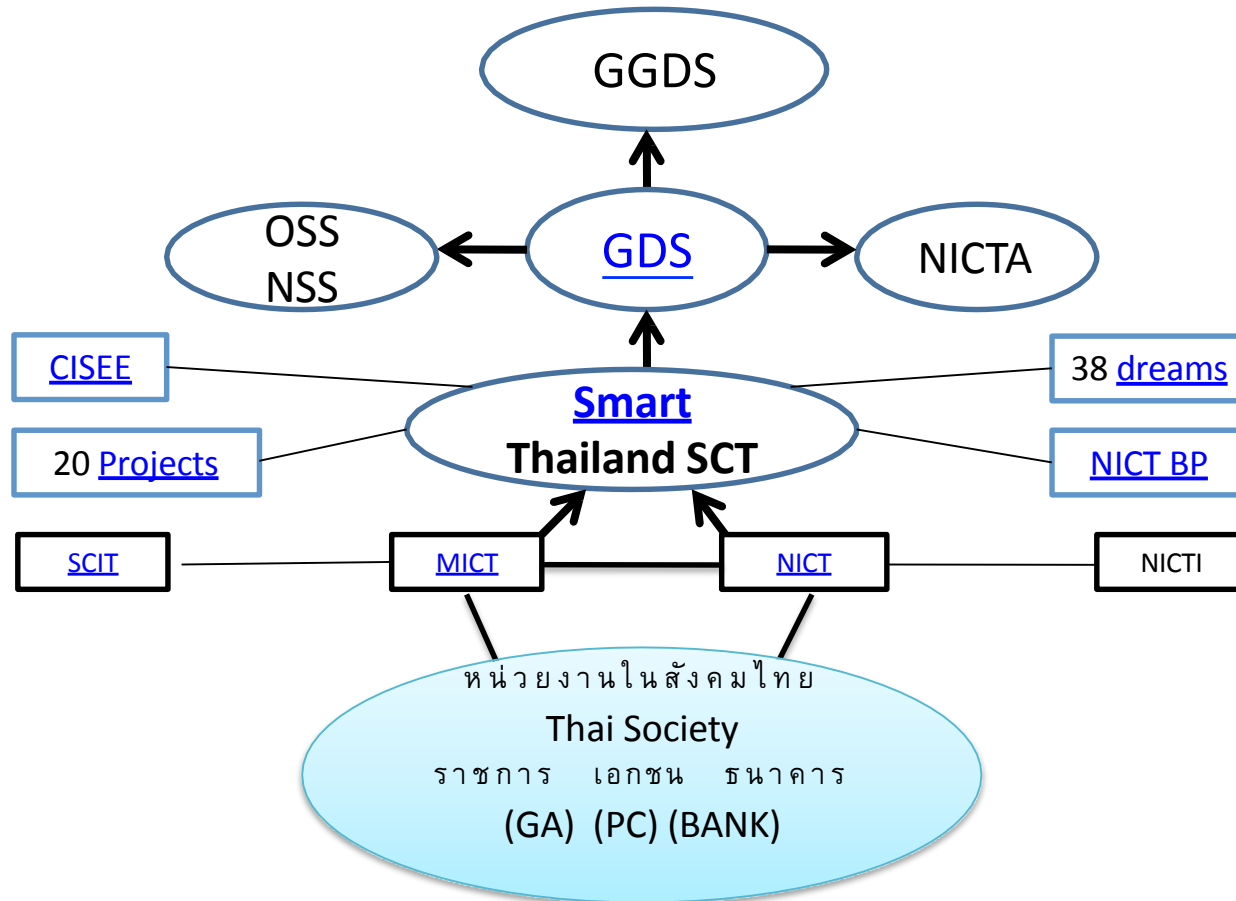 GGDS
OSS
NSS
GDS
NICTA
CISEE
38 dreams
Smart
Thailand SCT
20 Projects
NICT BP
SCIT
MICT
NICT
NICTI
หน่วยงานในสังคมไทย
Thai Society
ราชการ เอกชน ธนาคาร
(GA) (PC) (BANK)